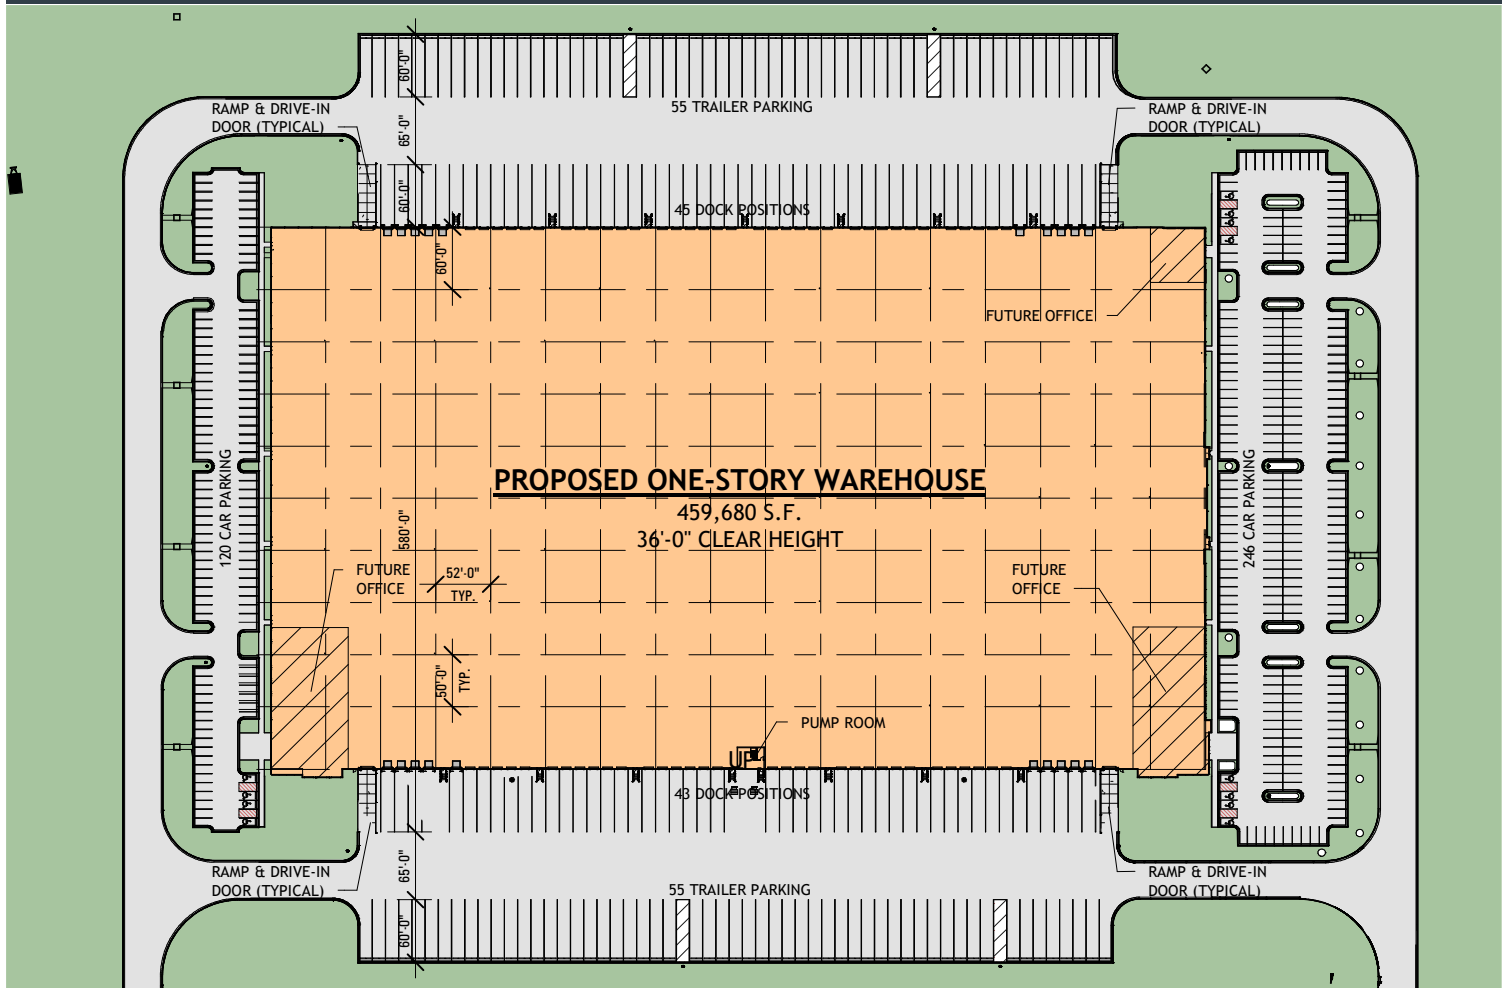 60'-0"
55 TRAILER PARKING
RAMP & DRIVE-IN
DOOR (TYPICAL)
RAMP & DRIVE-IN
DOOR (TYPICAL)
65'-0"
60'-0"
45 DOCK POSITIONS
60'-0"
FUTURE OFFICE
120 CAR PARKING
246 CAR PARKING
PROPOSED ONE-STORY WAREHOUSE
459,680 S.F.
36'-0" CLEAR HEIGHT
580'-0"
FUTURE
OFFICE
52'-0"
TYP.
FUTURE
OFFICE
50'-0"
TYP.
PUMP ROOM
UP
43 DOCK POSITIONS
RAMP & DRIVE-IN
DOOR (TYPICAL)
65'-0"
55 TRAILER PARKING
RAMP & DRIVE-IN
DOOR (TYPICAL)
60'-0"